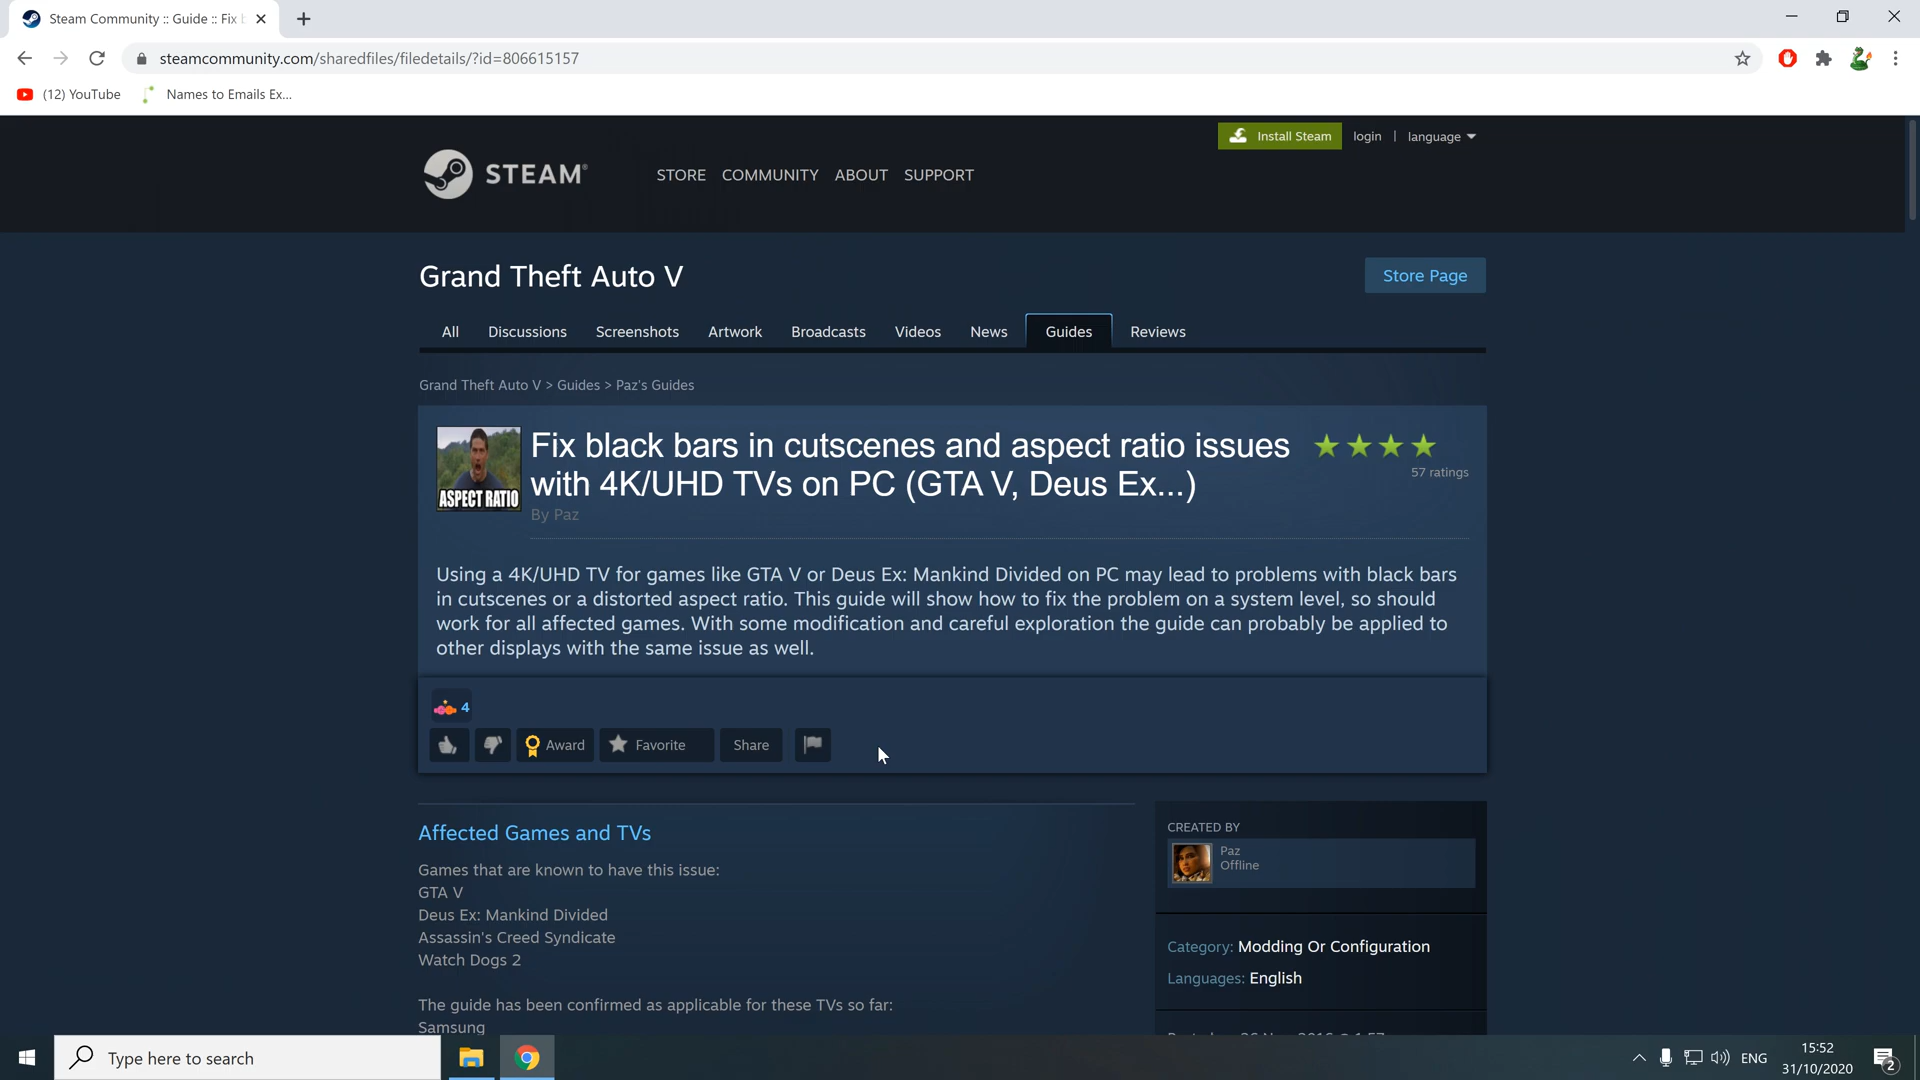 Steam Community :: Guide :: Fix b
steamcommunity.com/sharedfiles/filedetails/?id=806615157
(12) YouTube
Names to Emails Ex...
Install Steam
login
|
language
STEAM®
STORE
COMMUNITY
ABOUT
SUPPORT
Grand Theft Auto V
Store Page
All
Discussions
Screenshots
Artwork
Broadcasts
Videos
News
Guides
Reviews
Grand Theft Auto V > Guides > Paz's Guides
ASPECT RATIO
Fix black bars in cutscenes and aspect ratio issues
with 4K/UHD TVs on PC (GTA V, Deus Ex...)
By Paz
57 ratings
Using a 4K/UHD TV for games like GTA V or Deus Ex: Mankind Divided on PC may lead to problems with black bars
in cutscenes or a distorted aspect ratio. This guide will show how to fix the problem on a system level, so should
work for all affected games. With some modification and careful exploration the guide can probably be applied to
other displays with the same issue as well.
4
Award
Favorite
Share
Affected Games and TVs
Games that are known to have this issue:
GTA V
Deus Ex: Mankind Divided
Assassin's Creed Syndicate
Watch Dogs 2
The guide has been confirmed as applicable for these TVs so far:
Samsung
CREATED BY
Paz
Offline
Category: Modding Or Configuration
Languages: English
Type here to search
ENG
15:52
31/10/2020
2